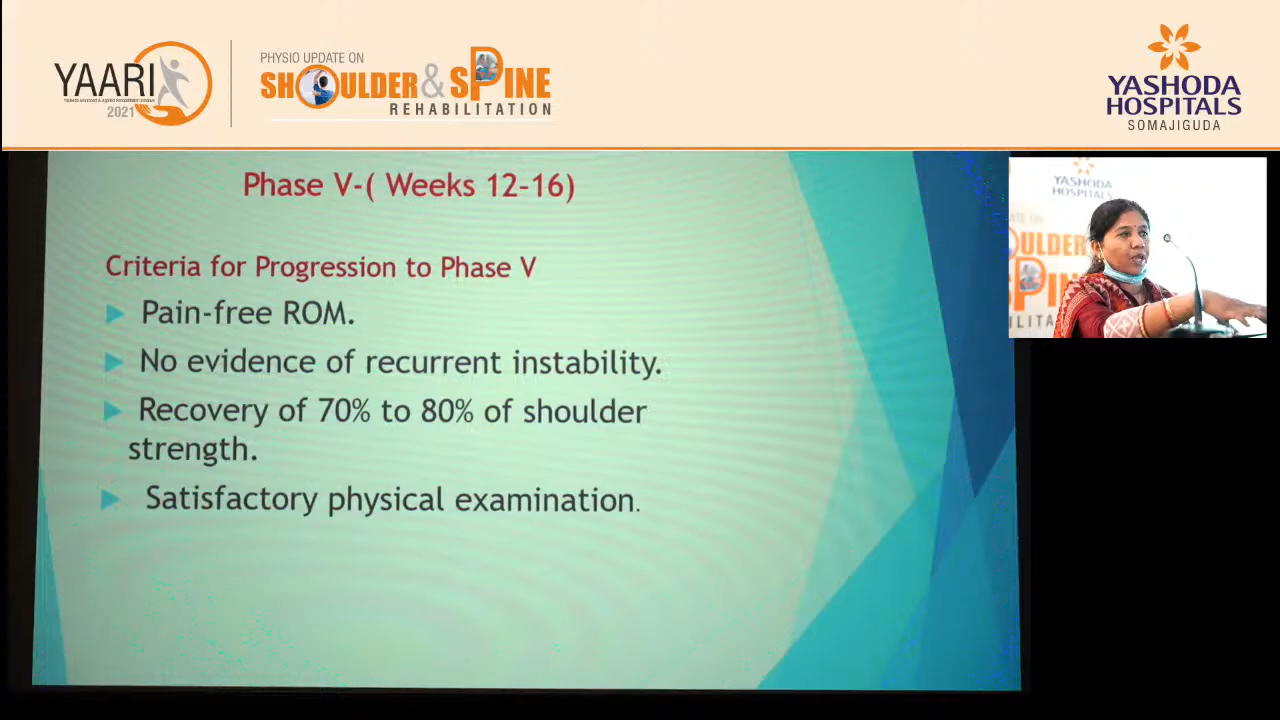 YAARI
2021
PHYSIO UPDATE ON
SHOULDER & SPINE
REHABILITATION
YASHODA
HOSPITALS
SOMAJIGUDA
Phase V-( Weeks 12-16)
Criteria for Progression to Phase V
Pain-free ROM.
No evidence of recurrent instability.
Recovery of 70% to 80% of shoulder
strength.
Satisfactory physical examination.
YASHODA
HOSPITALS